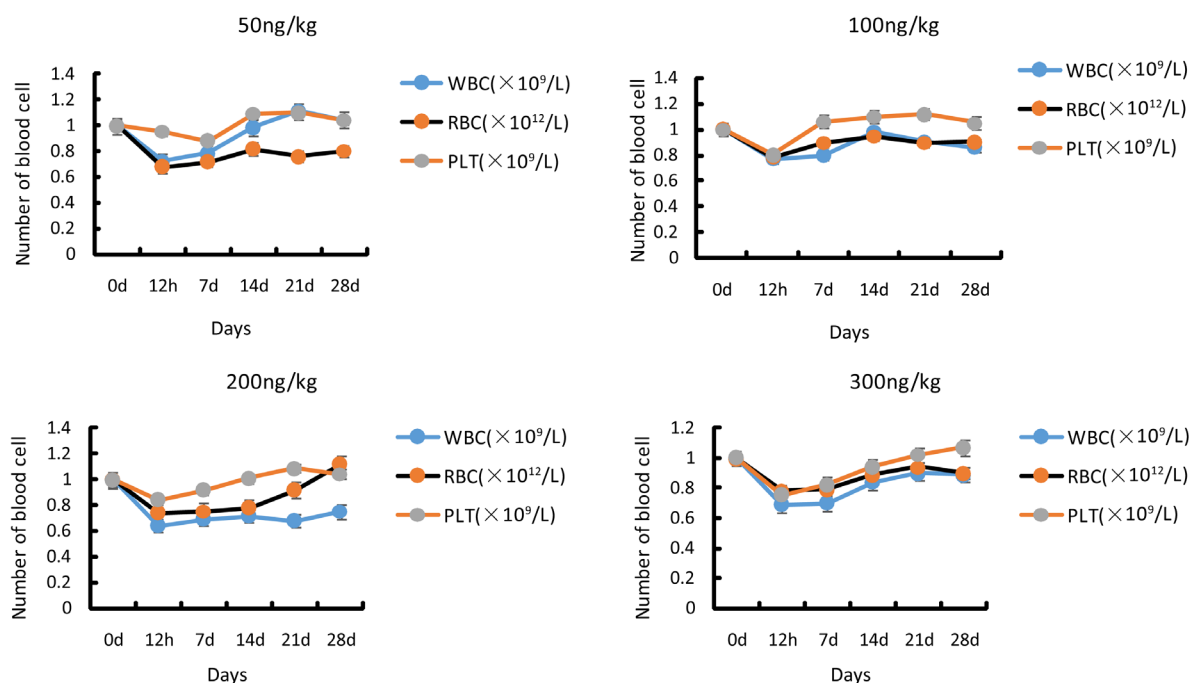 50ng/kg
Number of blood cell
1.4
1.2
1
0.8
0.6
0.4
0.2
0
0d 12h 7d 14d 21d 28d
Days
WBC(×10⁹/L)
RBC(×10¹²/L)
PLT(×10⁹/L)
100ng/kg
Number of blood cell
1.4
1.2
1
0.8
0.6
0.4
0.2
0
0d 12h 7d 14d 21d 28d
Days
WBC(×10⁹/L)
RBC(×10¹²/L)
PLT(×10⁹/L)
200ng/kg
Number of blood cell
1.4
1.2
1
0.8
0.6
0.4
0.2
0
0d 12h 7d 14d 21d 28d
Days
WBC(×10⁹/L)
RBC(×10¹²/L)
PLT(×10⁹/L)
300ng/kg
Number of blood cell
1.2
1
0.8
0.6
0.4
0.2
0
0d 12h 7d 14d 21d 28d
Days
WBC(×10⁹/L)
RBC(×10¹²/L)
PLT(×10⁹/L)